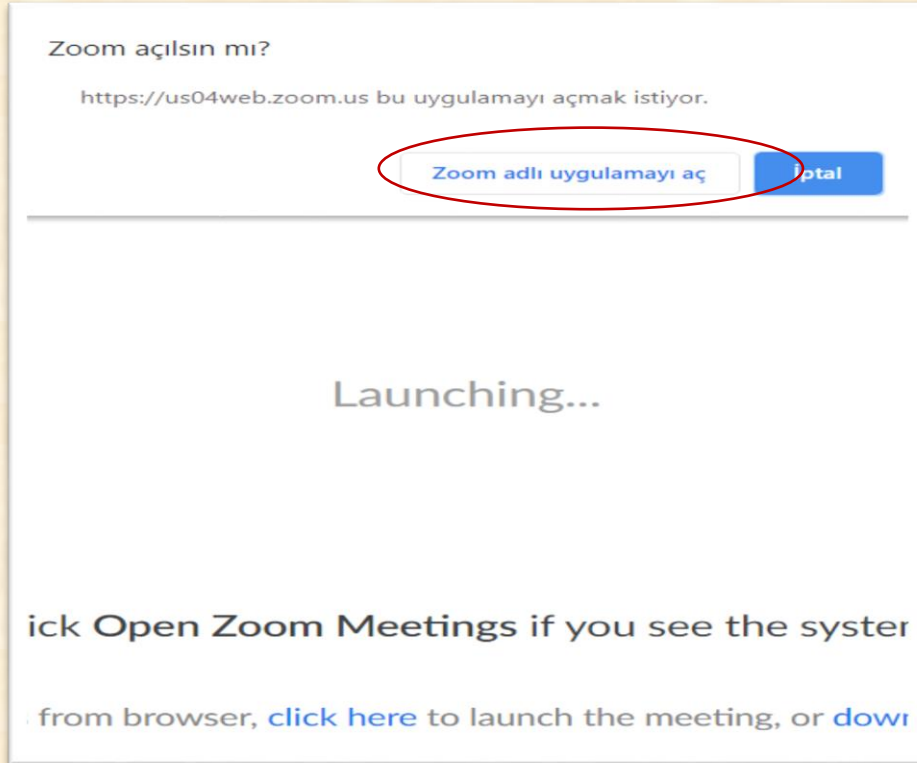 Zoom açılsın mı?
https://us04web.zoom.us bu uygulamayı açmak istiyor.
Zoom adlı uygulamayı aç İptal
Launching...
ick Open Zoom Meetings if you see the syster
from browser, click here to launch the meeting, or down